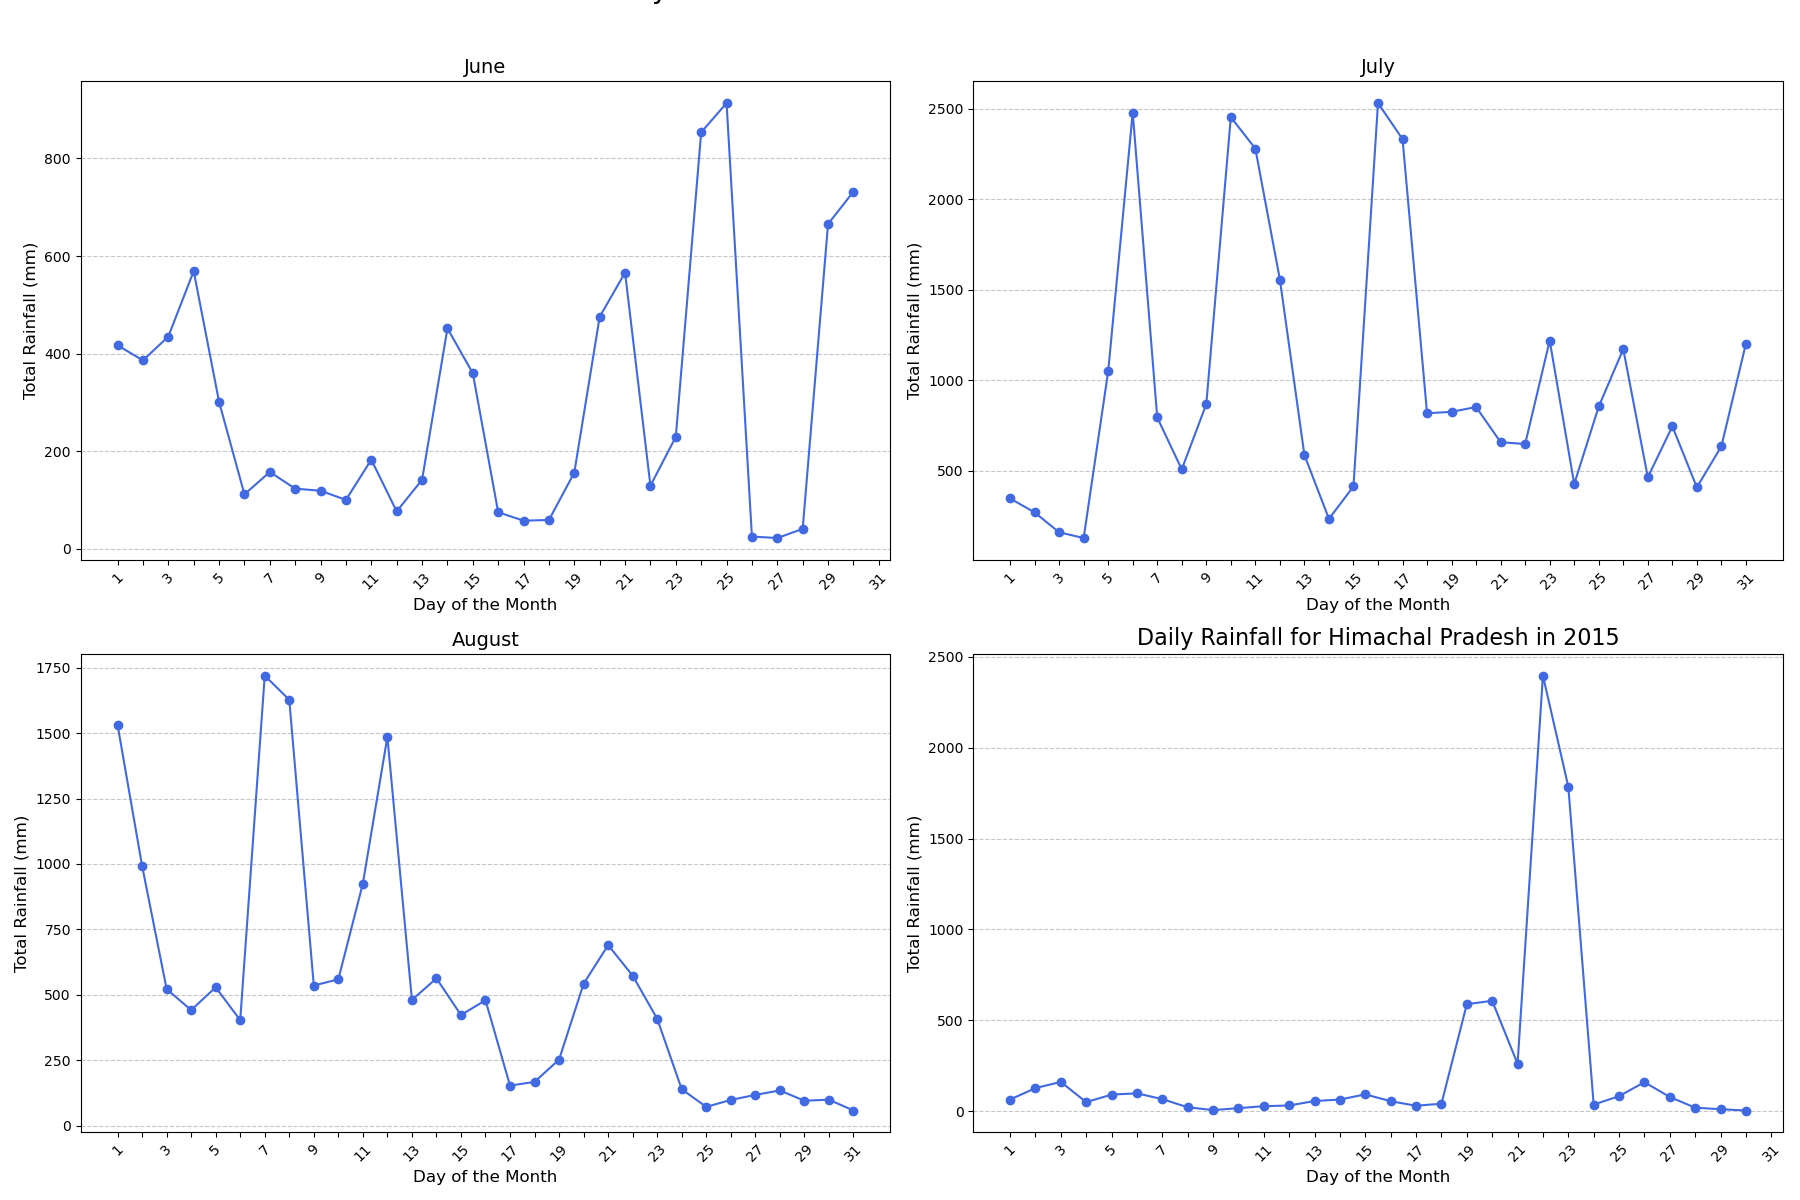 June
800
600
400
200
0
Total Rainfall (mm)
1 3 5 7 9 11 13 15 17 19 21 23 25 27 29 31
Day of the Month
July
2500
2000
1500
1000
500
Total Rainfall (mm)
1 3 5 7 9 11 13 15 17 19 21 23 25 27 29 31
Day of the Month
August
1750
1500
1250
1000
750
500
250
0
Total Rainfall (mm)
1 3 5 7 9 11 13 15 17 19 21 23 25 27 29 31
Day of the Month
Daily Rainfall for Himachal Pradesh in 2015
2500
2000
1500
1000
500
0
Total Rainfall (mm)
1 3 5 7 9 11 13 15 17 19 21 23 25 27 29 31
Day of the Month